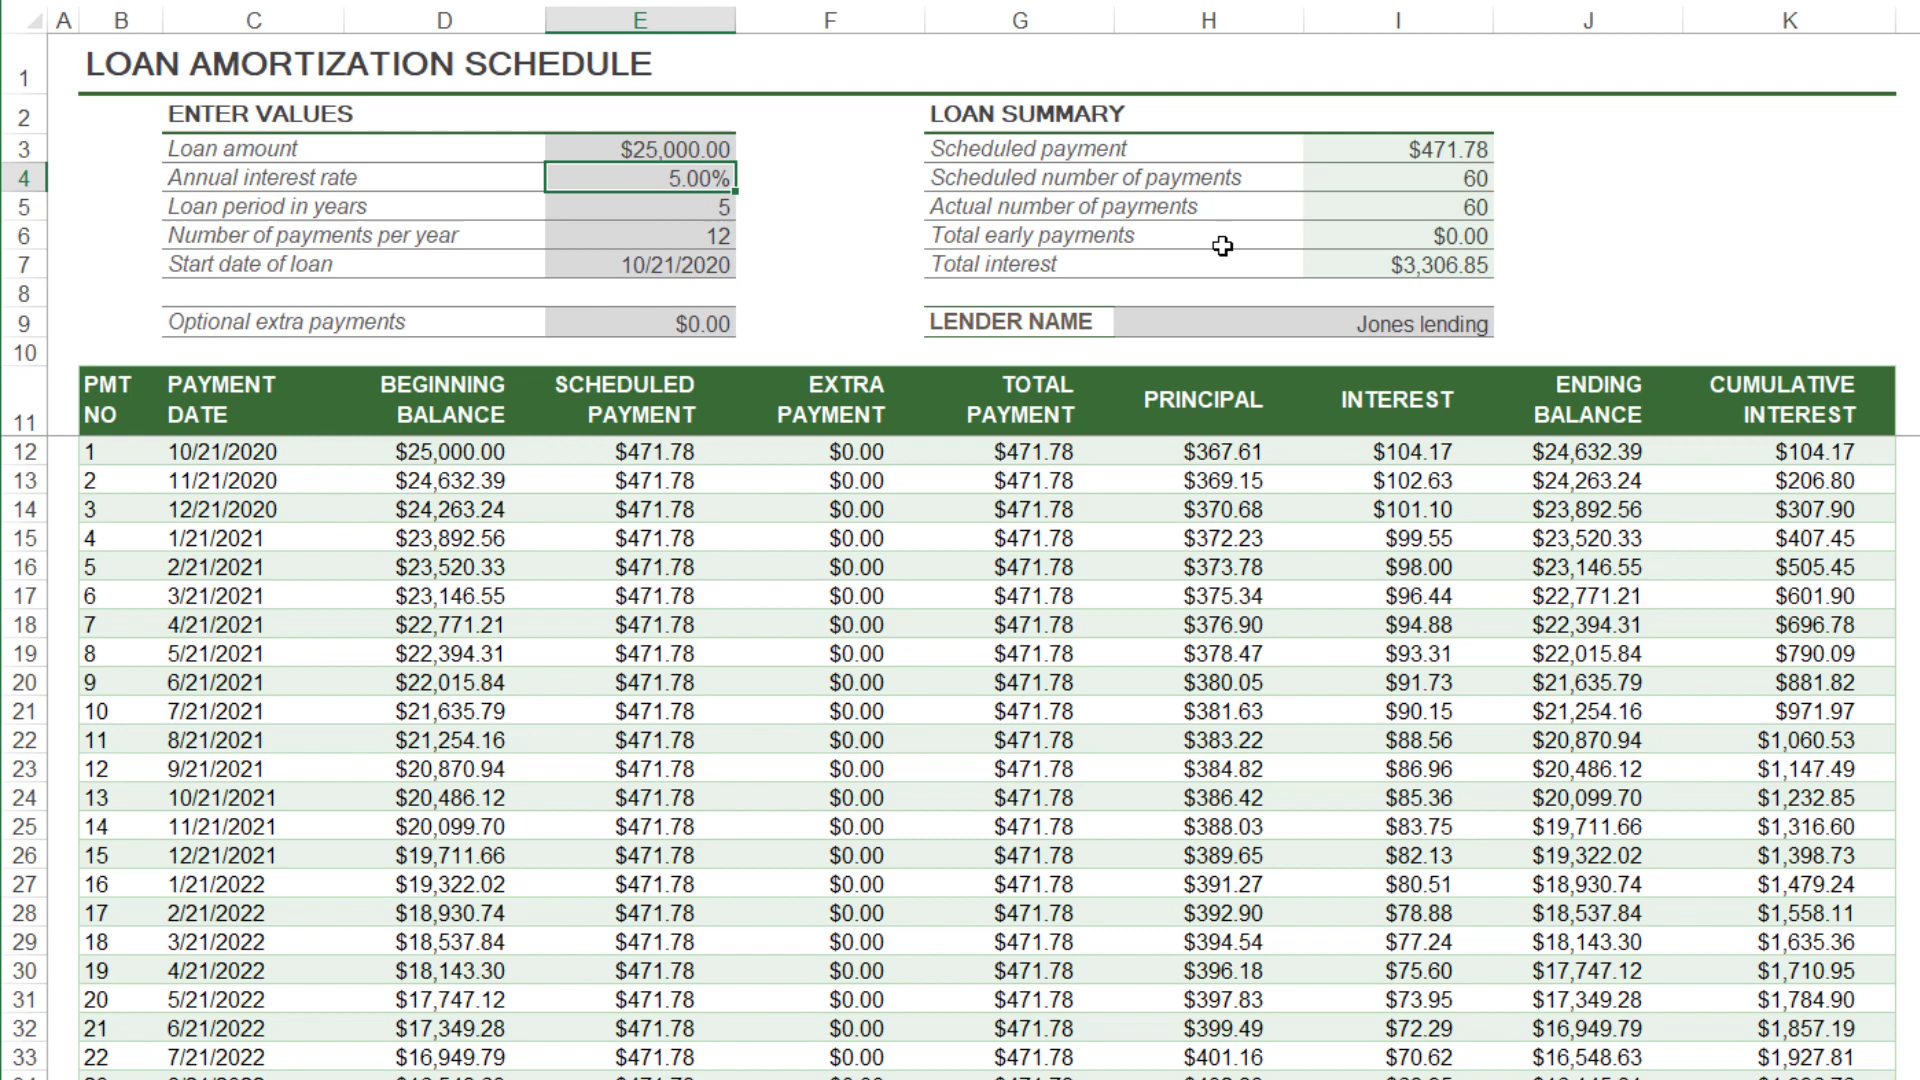 A B C D E F G H I J K
1 LOAN AMORTIZATION SCHEDULE
2 ENTER VALUES LOAN SUMMARY
3 Loan amount $25,000.00 Scheduled payment $471.78
4 Annual interest rate 5.00% Scheduled number of payments 60
5 Loan period in years 5 Actual number of payments 60
6 Number of payments per year 12 Total early payments $0.00
7 Start date of loan 10/21/2020 Total interest $3,306.85
8
9 Optional extra payments $0.00 LENDER NAME Jones lending
10
PMT PAYMENT BEGINNING SCHEDULED EXTRA TOTAL PRINCIPAL INTEREST ENDING CUMULATIVE
11 NO DATE BALANCE PAYMENT PAYMENT PAYMENT BALANCE INTEREST
12 1 10/21/2020 $25,000.00 $471.78 $0.00 $471.78 $367.61 $104.17 $24,632.39 $104.17
13 2 11/21/2020 $24,632.39 $471.78 $0.00 $471.78 $369.15 $102.63 $24,263.24 $206.80
14 3 12/21/2020 $24,263.24 $471.78 $0.00 $471.78 $370.68 $101.10 $23,892.56 $307.90
15 4 1/21/2021 $23,892.56 $471.78 $0.00 $471.78 $372.23 $99.55 $23,520.33 $407.45
16 5 2/21/2021 $23,520.33 $471.78 $0.00 $471.78 $373.78 $98.00 $23,146.55 $505.45
17 6 3/21/2021 $23,146.55 $471.78 $0.00 $471.78 $375.34 $96.44 $22,771.21 $601.90
18 7 4/21/2021 $22,771.21 $471.78 $0.00 $471.78 $376.90 $94.88 $22,394.31 $696.78
19 8 5/21/2021 $22,394.31 $471.78 $0.00 $471.78 $378.47 $93.31 $22,015.84 $790.09
20 9 6/21/2021 $22,015.84 $471.78 $0.00 $471.78 $380.05 $91.73 $21,635.79 $881.82
21 10 7/21/2021 $21,635.79 $471.78 $0.00 $471.78 $381.63 $90.15 $21,254.16 $971.97
22 11 8/21/2021 $21,254.16 $471.78 $0.00 $471.78 $383.22 $88.56 $20,870.94 $1,060.53
23 12 9/21/2021 $20,870.94 $471.78 $0.00 $471.78 $384.82 $86.96 $20,486.12 $1,147.49
24 13 10/21/2021 $20,486.12 $471.78 $0.00 $471.78 $386.42 $85.36 $20,099.70 $1,232.85
25 14 11/21/2021 $20,099.70 $471.78 $0.00 $471.78 $388.03 $83.75 $19,711.66 $1,316.60
26 15 12/21/2021 $19,711.66 $471.78 $0.00 $471.78 $389.65 $82.13 $19,322.02 $1,398.73
27 16 1/21/2022 $19,322.02 $471.78 $0.00 $471.78 $391.27 $80.51 $18,930.74 $1,479.24
28 17 2/21/2022 $18,930.74 $471.78 $0.00 $471.78 $392.90 $78.88 $18,537.84 $1,558.11
29 18 3/21/2022 $18,537.84 $471.78 $0.00 $471.78 $394.54 $77.24 $18,143.30 $1,635.36
30 19 4/21/2022 $18,143.30 $471.78 $0.00 $471.78 $396.18 $75.60 $17,747.12 $1,710.95
31 20 5/21/2022 $17,747.12 $471.78 $0.00 $471.78 $397.83 $73.95 $17,349.28 $1,784.90
32 21 6/21/2022 $17,349.28 $471.78 $0.00 $471.78 $399.49 $72.29 $16,949.79 $1,857.19
33 22 7/21/2022 $16,949.79 $471.78 $0.00 $471.78 $401.16 $70.62 $16,548.63 $1,927.81